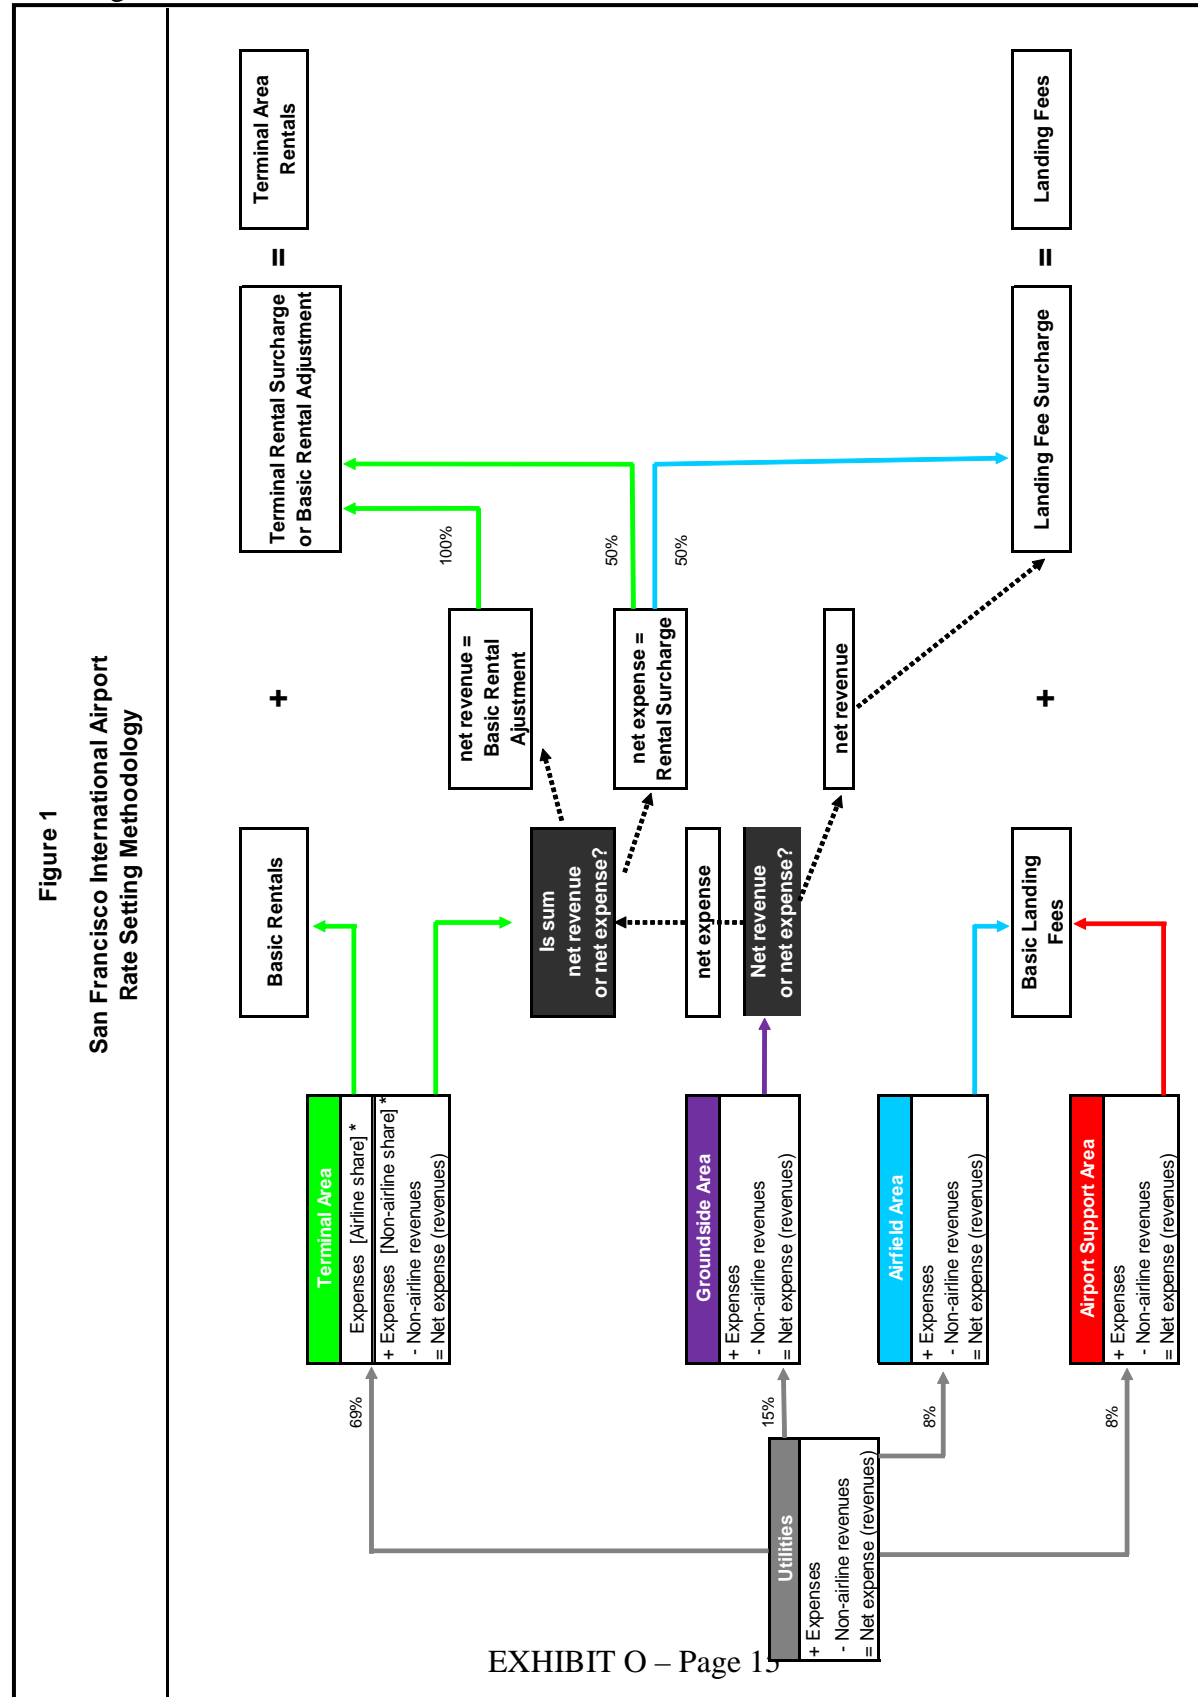 Figure 1
San Francisco International Airport
Rate Setting Methodology
Utilities
+ Expenses
- Non-airline revenues
= Net expense (revenues)
69%
15%
8%
8%
Terminal Area
Expenses [Airline share] *
+ Expenses [Non-airline share] *
- Non-airline revenues
= Net expense (revenues)
Groundside Area
+ Expenses
- Non-airline revenues
= Net expense (revenues)
Airfield Area
+ Expenses
- Non-airline revenues
= Net expense (revenues)
Airport Support Area
+ Expenses
- Non-airline revenues
= Net expense (revenues)
Basic Rentals
Is sum
net revenue
or net expense?
net expense
Net revenue
or net expense?
Basic Landing
Fees
+
net revenue =
Basic Rental
Ajustment
net expense =
Rental Surcharge
net revenue
+
100%
50%
50%
Terminal Rental Surcharge
or Basic Rental Adjustment
Landing Fee Surcharge
=
=
Terminal Area
Rentals
Landing Fees
EXHIBIT O – Page 15